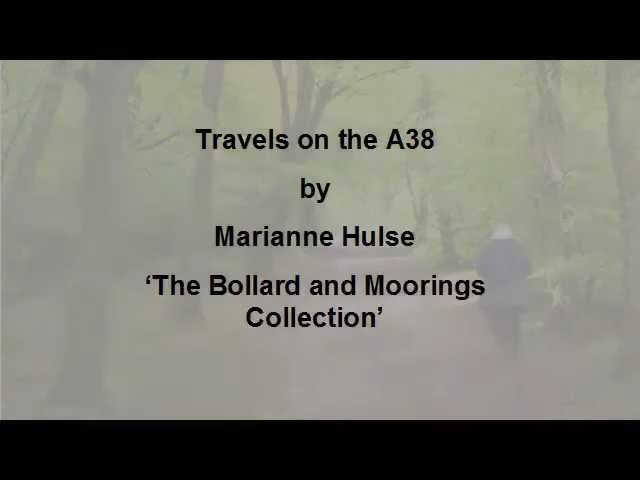 Travels on the A38
by
Marianne Hulse
‘The Bollard and Moorings
Collection’